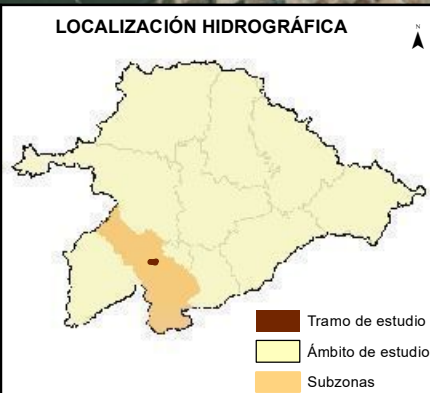 LOCALIZACIÓN HIDROGRÁFICA
N
Tramo de estudio
Ámbito de estudio
Subzonas